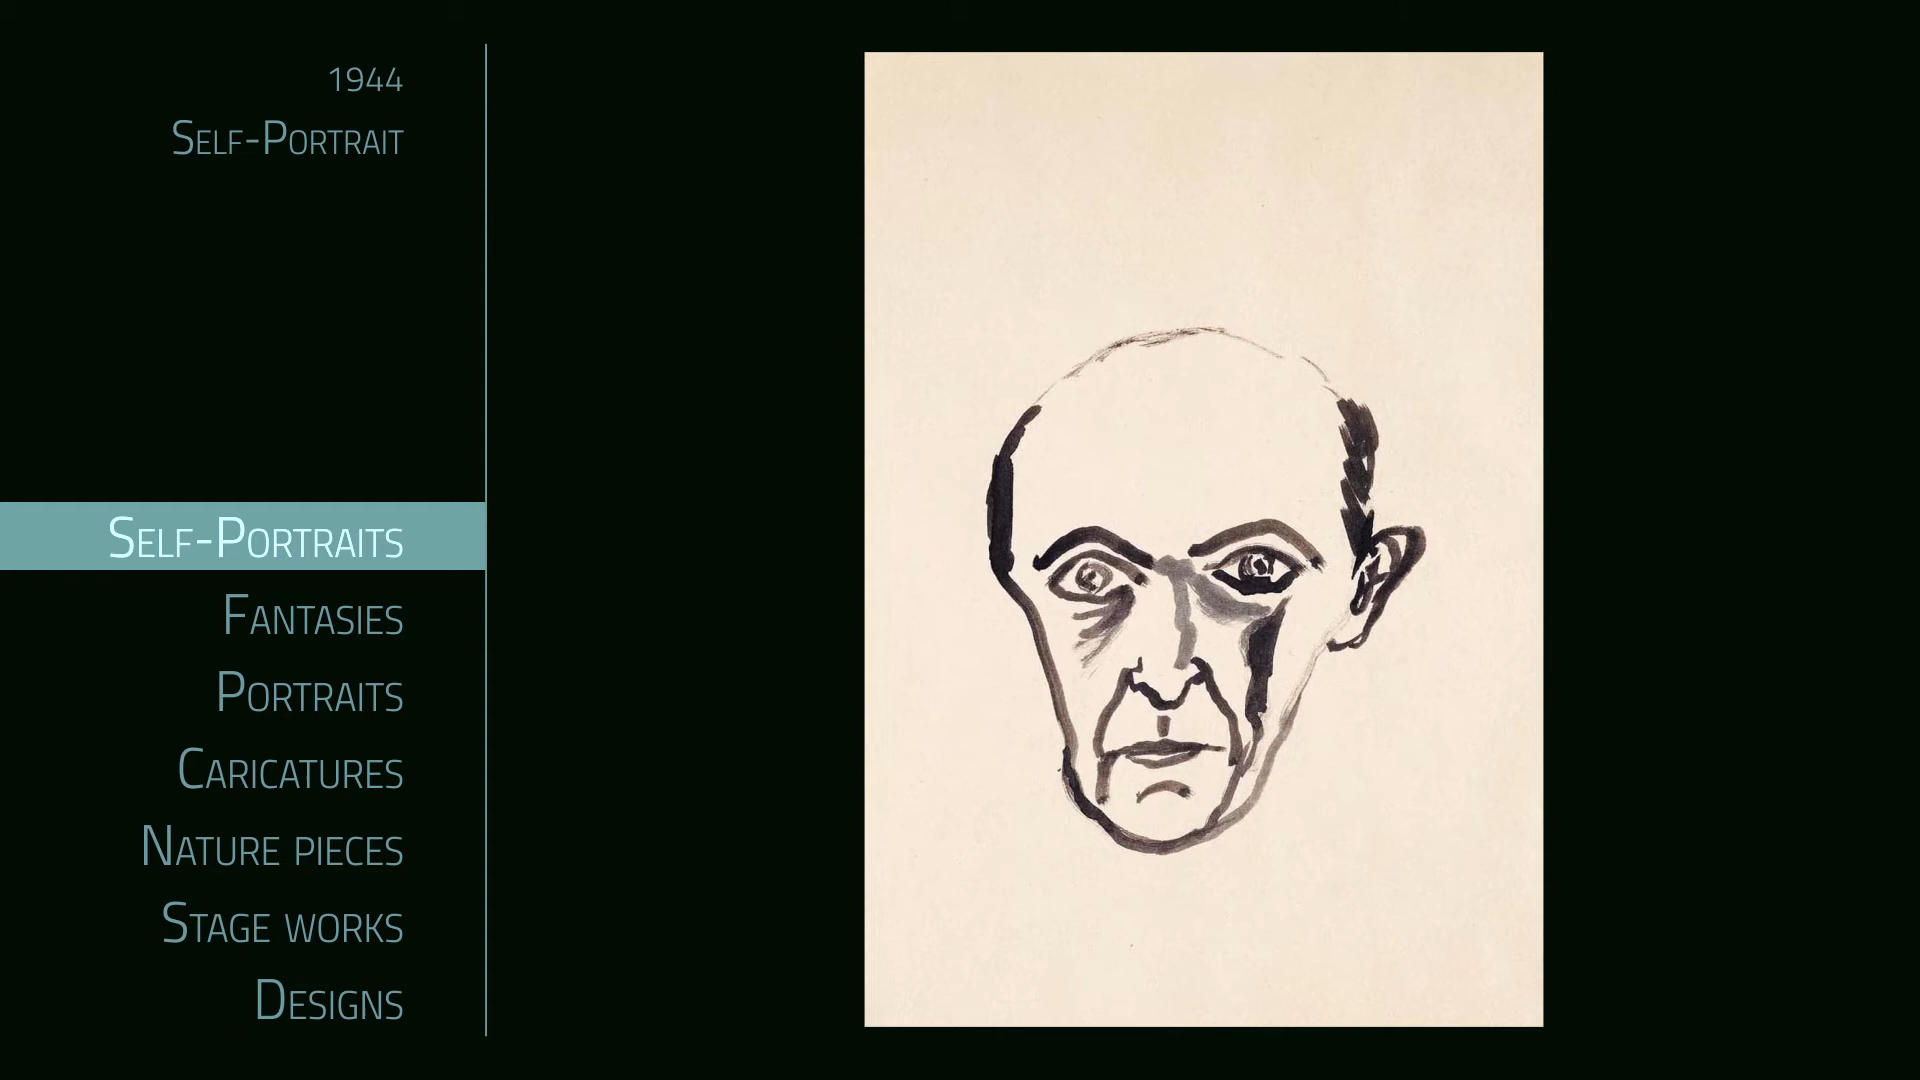 1944
Self-Portrait
Self-Portraits
Fantasies
Portraits
Caricatures
Nature pieces
Stage works
Designs